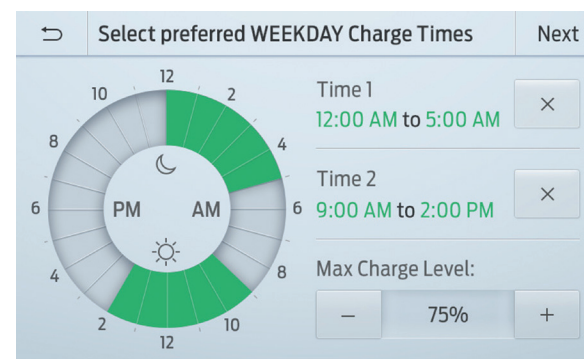 Select preferred WEEKDAY Charge Times
Next
12
2
4
6
8
10
12
2
4
6
8
10
PM
AM
Time 1
12:00 AM to 5:00 AM
Time 2
9:00 AM to 2:00 PM
Max Charge Level:
75%